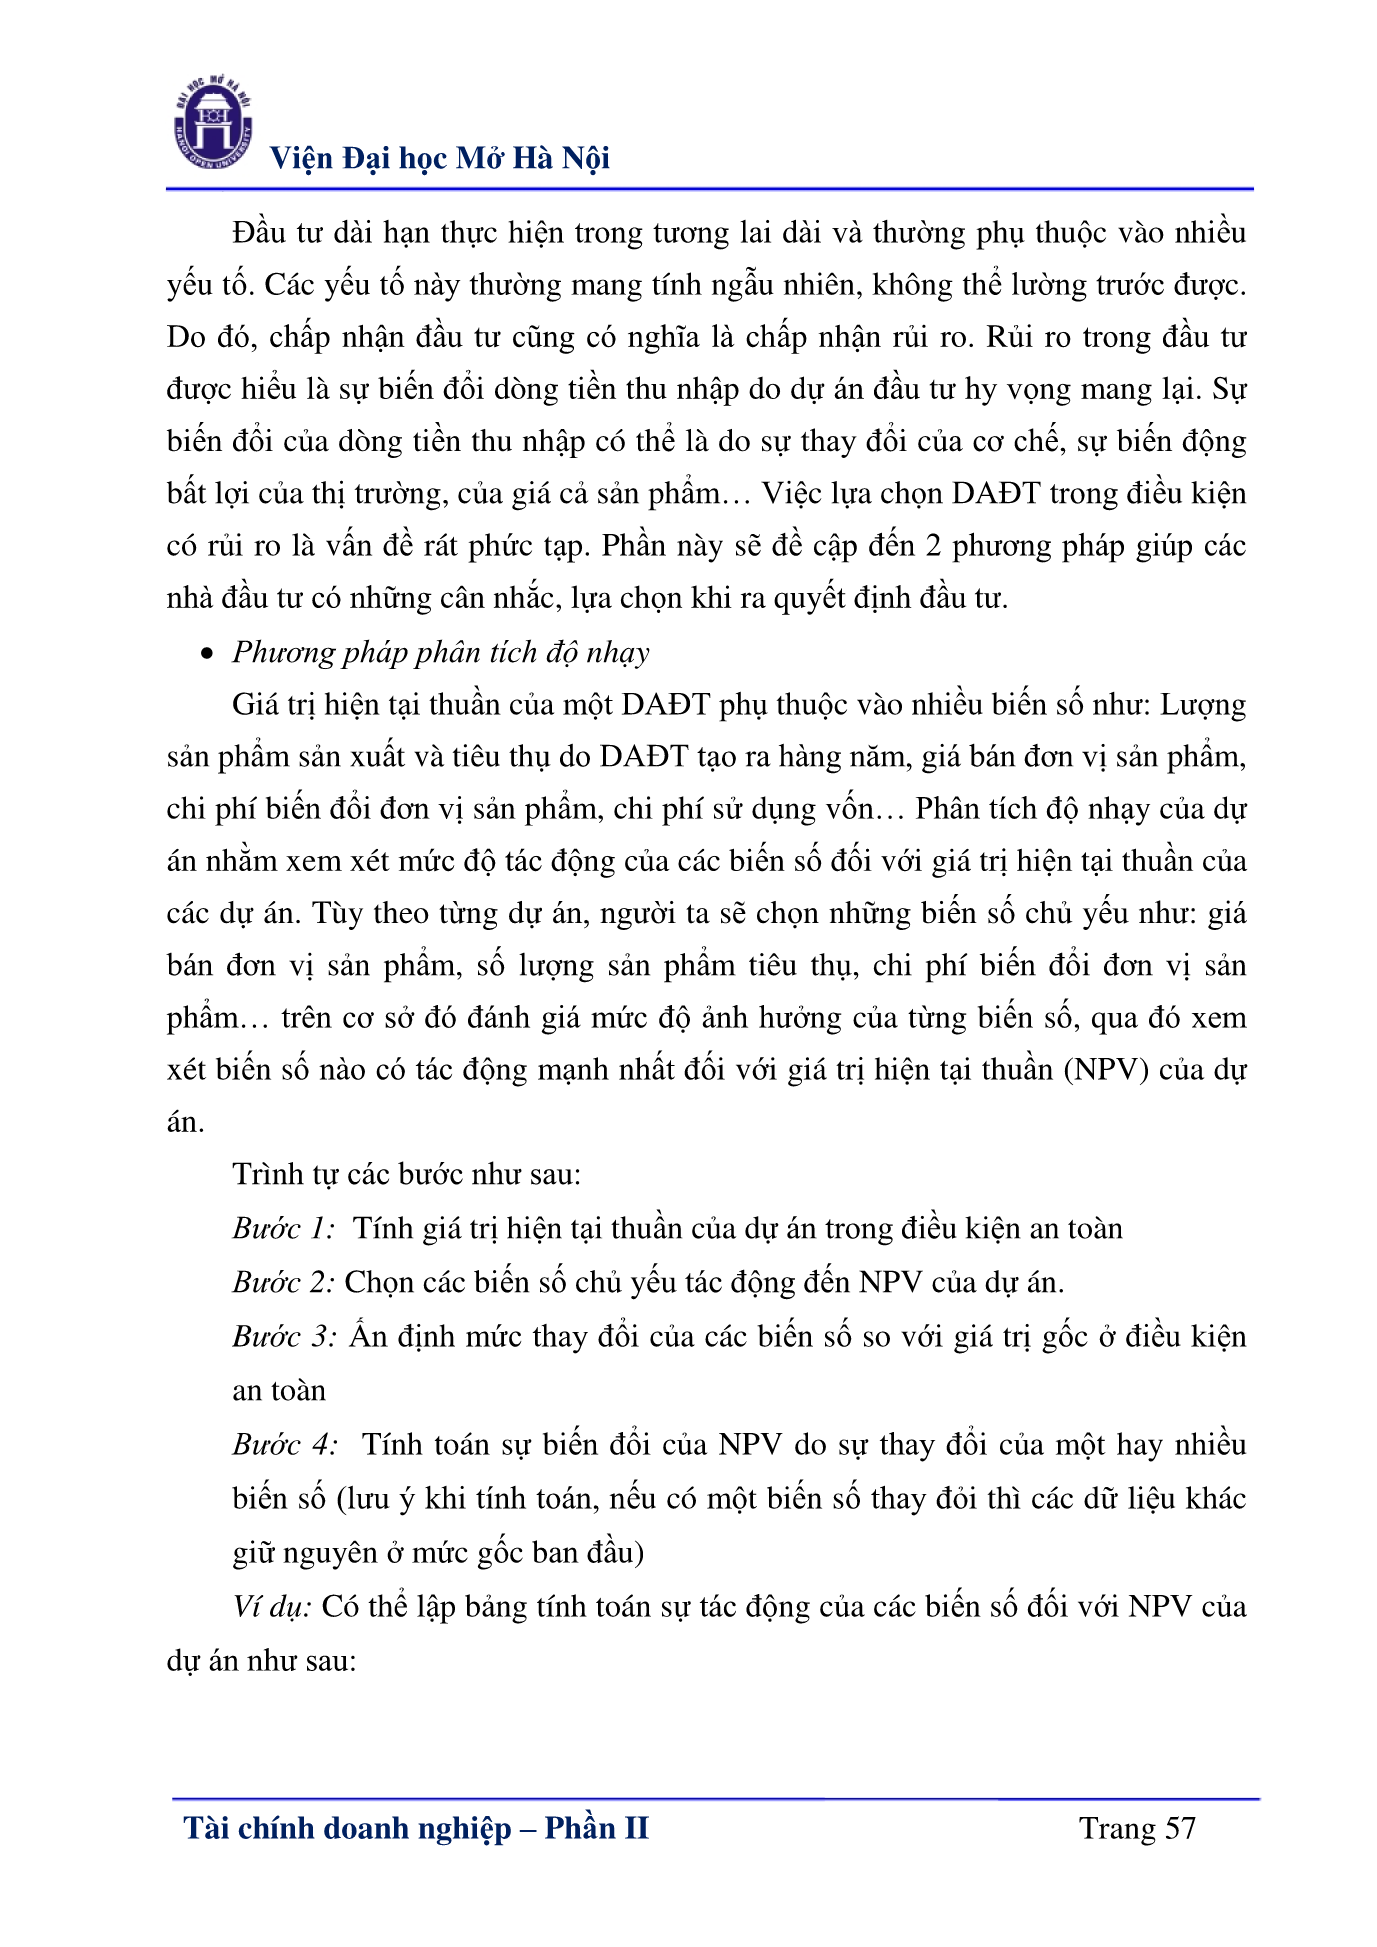 ĐẠI HỌC MỞ HÀ NỘI
HANOI OPEN UNIVERSITY
Viện Đại học Mở Hà Nội
Đầu tư dài hạn thực hiện trong tương lai dài và thường phụ thuộc vào nhiều
yếu tố. Các yếu tố này thường mang tính ngẫu nhiên, không thể lường trước được.
Do đó, chấp nhận đầu tư cũng có nghĩa là chấp nhận rủi ro. Rủi ro trong đầu tư
được hiểu là sự biến đổi dòng tiền thu nhập do dự án đầu tư hy vọng mang lại. Sự
biến đổi của dòng tiền thu nhập có thể là do sự thay đổi của cơ chế, sự biến động
bất lợi của thị trường, của giá cả sản phẩm… Việc lựa chọn DAĐT trong điều kiện
có rủi ro là vấn đề rát phức tạp. Phần này sẽ đề cập đến 2 phương pháp giúp các
nhà đầu tư có những cân nhắc, lựa chọn khi ra quyết định đầu tư.
• Phương pháp phân tích độ nhạy
Giá trị hiện tại thuần của một DAĐT phụ thuộc vào nhiều biến số như: Lượng
sản phẩm sản xuất và tiêu thụ do DAĐT tạo ra hàng năm, giá bán đơn vị sản phẩm,
chi phí biến đổi đơn vị sản phẩm, chi phí sử dụng vốn… Phân tích độ nhạy của dự
án nhằm xem xét mức độ tác động của các biến số đối với giá trị hiện tại thuần của
các dự án. Tùy theo từng dự án, người ta sẽ chọn những biến số chủ yếu như: giá
bán đơn vị sản phẩm, số lượng sản phẩm tiêu thụ, chi phí biến đổi đơn vị sản
phẩm… trên cơ sở đó đánh giá mức độ ảnh hưởng của từng biến số, qua đó xem
xét biến số nào có tác động mạnh nhất đối với giá trị hiện tại thuần (NPV) của dự
án.
Trình tự các bước như sau:
Bước 1:  Tính giá trị hiện tại thuần của dự án trong điều kiện an toàn
Bước 2: Chọn các biến số chủ yếu tác động đến NPV của dự án.
Bước 3: Ấn định mức thay đổi của các biến số so với giá trị gốc ở điều kiện
an toàn
Bước 4:  Tính toán sự biến đổi của NPV do sự thay đổi của một hay nhiều
biến số (lưu ý khi tính toán, nếu có một biến số thay đỏi thì các dữ liệu khác
giữ nguyên ở mức gốc ban đầu)
Ví dụ: Có thể lập bảng tính toán sự tác động của các biến số đối với NPV của
dự án như sau:
Tài chính doanh nghiệp – Phần II
Trang 57